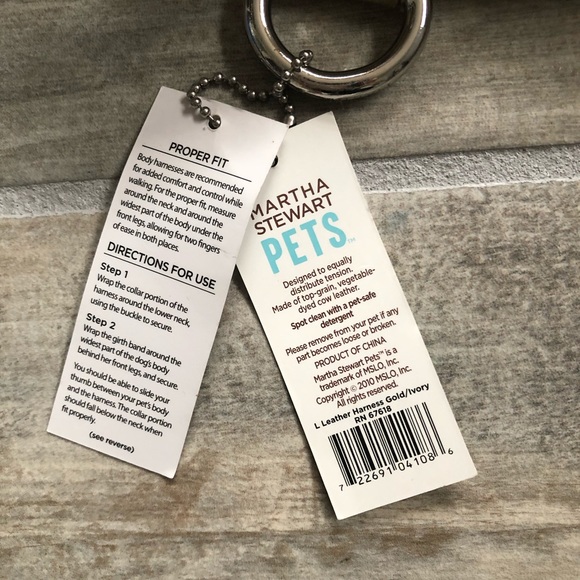 PROPER FIT
Body harnesses are recommended
for added comfort and control while
walking. For the proper fit, measure
around the neck and around the
widest part of the body under the
front legs, allowing for two fingers
of ease in both places.
DIRECTIONS FOR USE
Step 1
Wrap the collar portion of the
harness around the lower neck,
using the buckle to secure.
Step 2
Wrap the girth band around the
widest part of the dog's body
behind her front legs, and secure.
You should be able to slide your
thumb between your pet's body
and the harness. The collar portion
should fall below the neck when
fit properly.
(see reverse)
MARTHA
STEWART
PETS™
Designed to equally
distribute tension.
Made of top-grain, vegetable-
dyed cow leather.
Spot clean with a pet-safe
detergent
Please remove from your pet if any
part becomes loose or broken.
PRODUCT OF CHINA
Martha Stewart Pets™ is a
trademark of MSLO, Inc.
Copyright © 2010 MSLO, Inc.
All rights reserved.
L Leather Harness Gold/Ivory
RN 67618
7 22691 04108 6